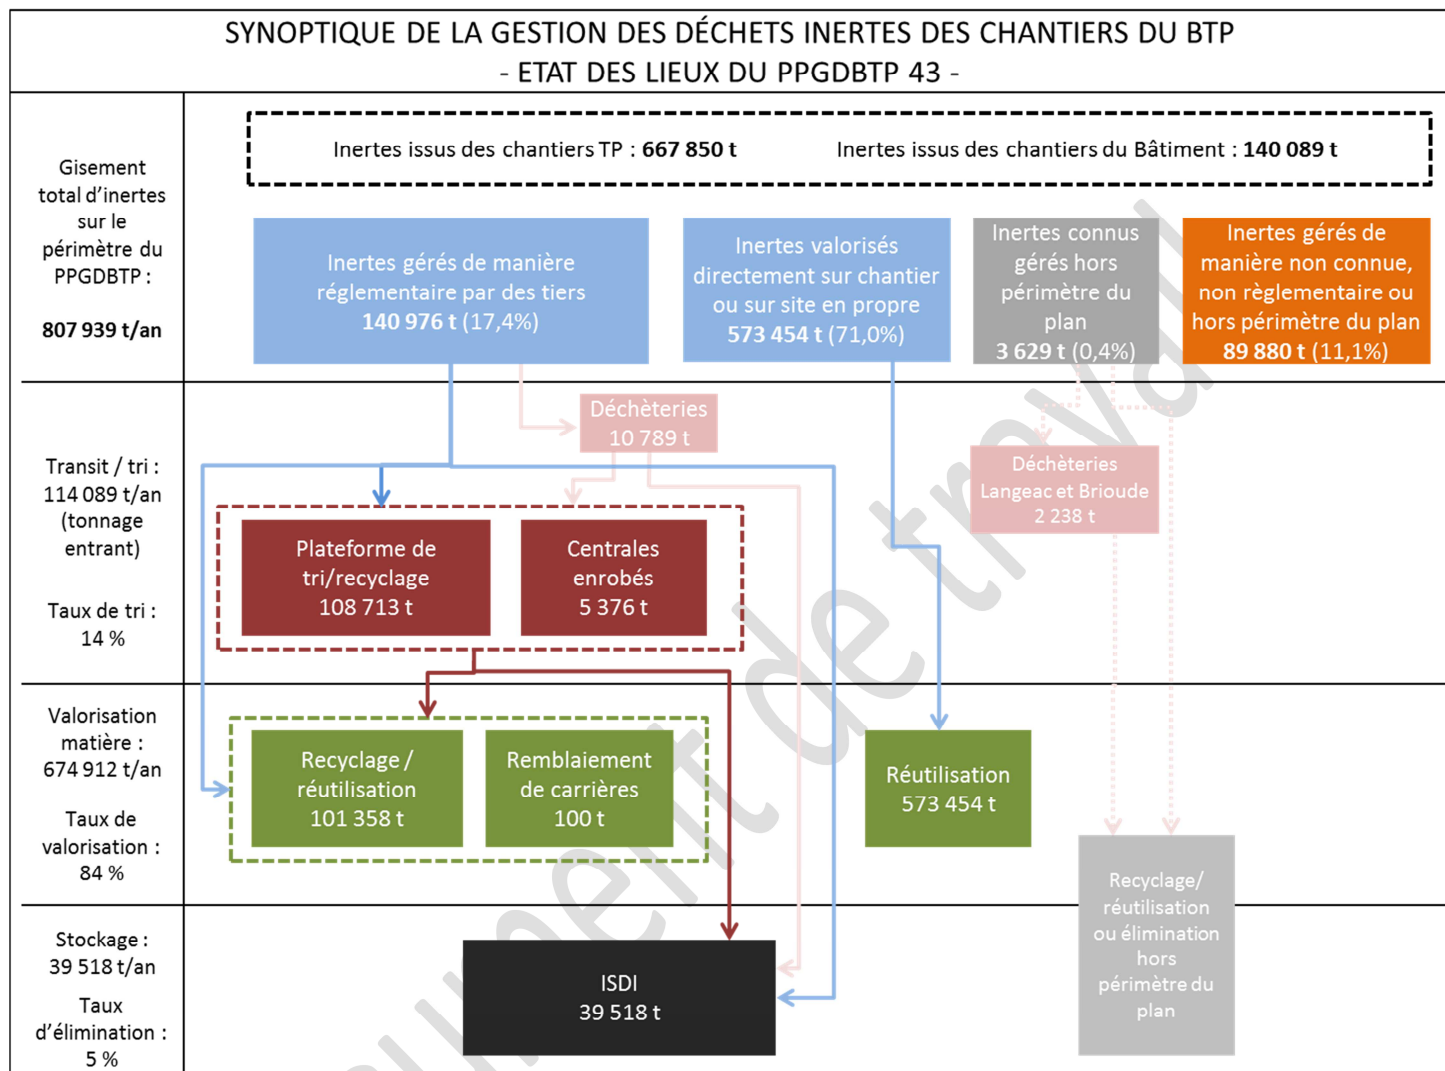 SYNOPTIQUE DE LA GESTION DES DÉCHETS INERTES DES CHANTIERS DU BTP
- ETAT DES LIEUX DU PPGDBTP 43 -
Gisement
total d’inertes
sur le
périmètre du
PPGDBTP :
807 939 t/an
Inertes issus des chantiers TP : 667 850 t
Inertes issus des chantiers du Bâtiment : 140 089 t
Inertes gérés de manière
réglementaire par des tiers
140 976 t (17,4%)
Inertes valorisés
directement sur chantier
ou sur site en propre
573 454 t (71,0%)
Inertes connus
gérés hors
périmètre du
plan
3 629 t (0,4%)
Inertes gérés de
manière non connue,
non règlementaire ou
hors périmètre du plan
89 880 t (11,1%)
Transit / tri :
114 089 t/an
(tonnage
entrant)
Taux de tri :
14 %
Déchèteries
10 789 t
Déchèteries
Langeac et Brioude
2 238 t
Plateforme de
tri/recyclage
108 713 t
Centrales
enrobés
5 376 t
Valorisation
matière :
674 912 t/an
Taux de
valorisation :
84 %
Recyclage /
réutilisation
101 358 t
Remblaiement
de carrières
100 t
Réutilisation
573 454 t
Recyclage/
réutilisation
ou élimination
hors
périmètre du
plan
Stockage :
39 518 t/an
Taux
d’élimination :
5 %
ISDI
39 518 t
ument de travail